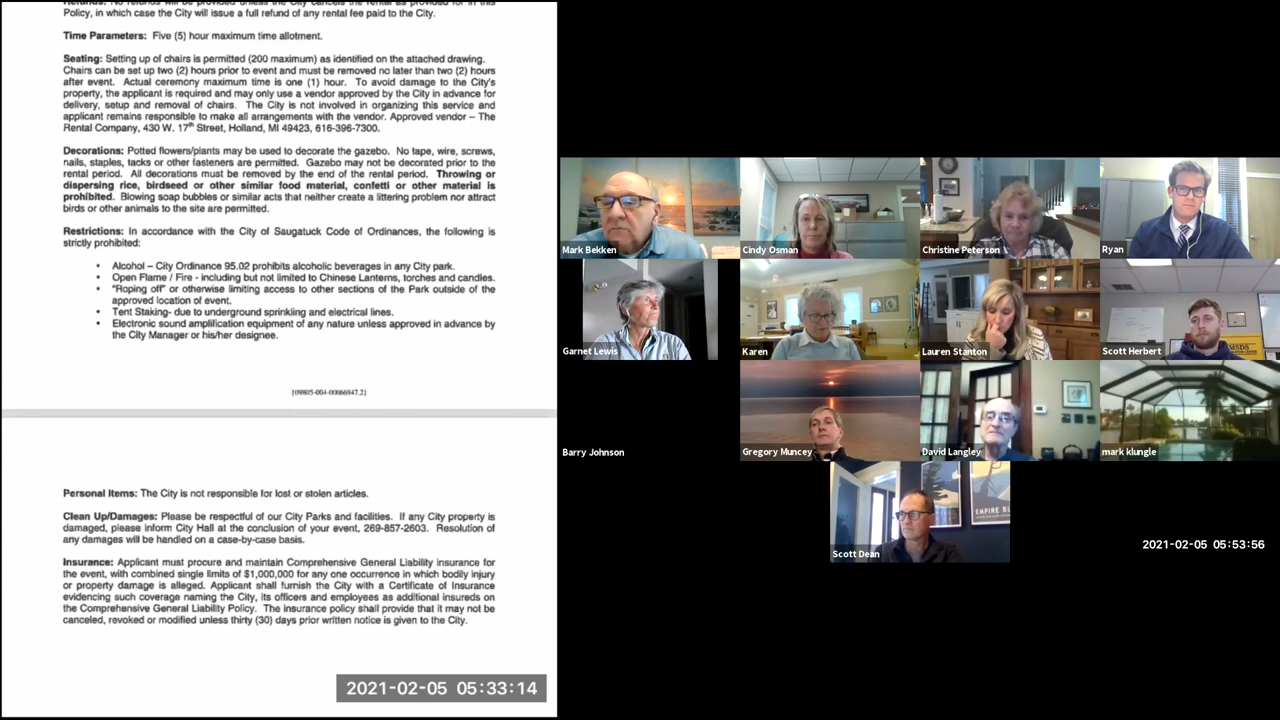 Refunds: No refunds will be provided unless the City cancels the rental as provided for in this
Policy, in which case the City will issue a full refund of any rental fee paid to the City.
Time Parameters: Five (5) hour maximum time allotment.
Seating: Setting up of chairs is permitted (200 maximum) as identified on the attached drawing.
Chairs can be set up two (2) hours prior to event and must be removed no later than two (2) hours
after event. Actual ceremony maximum time is one (1) hour. To avoid damage to the City's
property, the applicant is required and may only use a vendor approved by the City in advance for
delivery, setup and removal of chairs. The City is not involved in organizing this service and
applicant remains responsible to make all arrangements with the vendor. Approved vendor – The
Rental Company, 430 W. 17th Street, Holland, MI 49423, 616-396-7300.
Decorations: Potted flowers/plants may be used to decorate the gazebo. No tape, wire, screws,
nails, staples, tacks or other fasteners are permitted. Gazebo may not be decorated prior to the
rental period. All decorations must be removed by the end of the rental period. Throwing or
dispersing rice, birdseed or other similar food material, confetti or other material is
prohibited. Blowing soap bubbles or similar acts that neither create a littering problem nor attract
birds or other animals to the site are permitted.
Restrictions: In accordance with the City of Saugatuck Code of Ordinances, the following is
strictly prohibited:
• Alcohol – City Ordinance 95.02 prohibits alcoholic beverages in any City park.
• Open Flame / Fire - including but not limited to Chinese Lanterns, torches and candles.
• "Roping off" or otherwise limiting access to other sections of the Park outside of the
approved location of event.
• Tent Staking- due to underground sprinkling and electrical lines.
• Electronic sound amplification equipment of any nature unless approved in advance by
the City Manager or his/her designee.
Personal Items: The City is not responsible for lost or stolen articles.
Clean Up/Damages: Please be respectful of our City Parks and facilities. If any City property is
damaged, please inform City Hall at the conclusion of your event, 269-857-2603. Resolution of
any damages will be handled on a case-by-case basis.
Insurance: Applicant must procure and maintain Comprehensive General Liability insurance for
the event, with combined single limits of $1,000,000 for any one occurrence in which bodily injury
or property damage is alleged. Applicant shall furnish the City with a Certificate of Insurance
evidencing such coverage naming the City, its officers and employees as additional insureds on
the Comprehensive General Liability Policy. The insurance policy shall provide that it may not be
canceled, revoked or modified unless thirty (30) days prior written notice is given to the City.
2021-02-05 05:33:14
Mark Bekken
Cindy Osman
Christine Peterson
Ryan
Garnet Lewis
Karen
Lauren Stanton
Scott Herbert
MSDS
Barry Johnson
Gregory Muncey
David Langley
mark klungle
Scott Dean
EMPIRE
2021-02-05 05:53:56